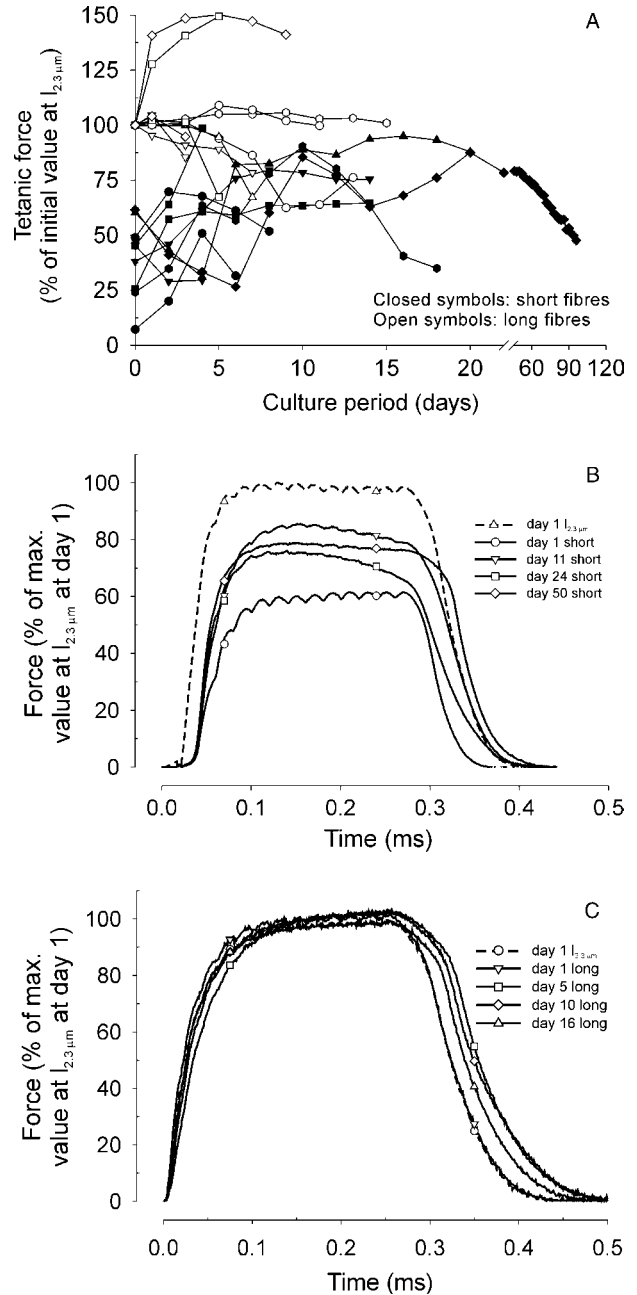 A
Tetanic force
(% of initial value at l2.3 μm)
150
125
100
75
50
25
0
Closed symbols: short fibres
Open symbols: long fibres
0 5 10 15 20 60 90 120
Culture period (days)
B
Force (% of max.
value at l2.3 μm at day 1)
100
80
60
40
20
0
day 1 l2.3 μm
day 1 short
day 11 short
day 24 short
day 50 short
0.0 0.1 0.2 0.3 0.4 0.5
Time (ms)
C
Force (% of max.
value at l2.3 μm at day 1)
100
80
60
40
20
0
day 1 l2.3 μm
day 1 long
day 5 long
day 10 long
day 16 long
0.0 0.1 0.2 0.3 0.4 0.5
Time (ms)